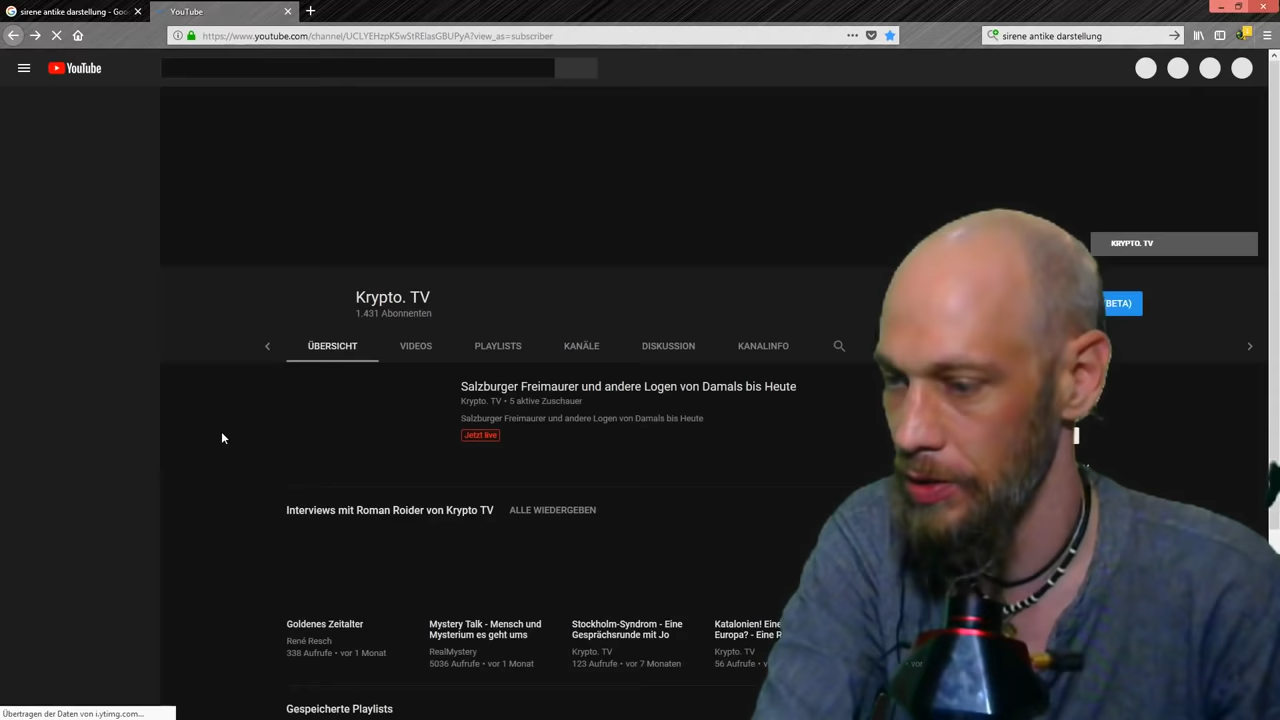 sirene antike darstellung - Goo
YouTube
https://www.youtube.com/channel/UCLYEHzpKSwStRElasGBUPyA?view_as=subscriber
sirene antike darstellung
YouTube
KRYPTO. TV
Krypto. TV
1.431 Abonnenten
BETA)
ÜBERSICHT VIDEOS PLAYLISTS KANÄLE DISKUSSION KANALINFO
Salzburger Freimaurer und andere Logen von Damals bis Heute
Krypto. TV • 5 aktive Zuschauer
Salzburger Freimaurer und andere Logen von Damals bis Heute
Jetzt live
Interviews mit Roman Roider von Krypto TV ALLE WIEDERGEBEN
Goldenes Zeitalter
René Resch
338 Aufrufe • vor 1 Monat
Mystery Talk - Mensch und
Mysterium es geht ums
RealMystery
5036 Aufrufe • vor 1 Monat
Stockholm-Syndrom - Eine
Gesprächsrunde mit Jo
Krypto. TV
123 Aufrufe • vor 7 Monaten
Katalonien! Eine
Europa? - Eine R
Krypto. TV
56 Aufrufe • v
vor
Gespeicherte Playlists
Übertragen der Daten von i.ytimg.com...